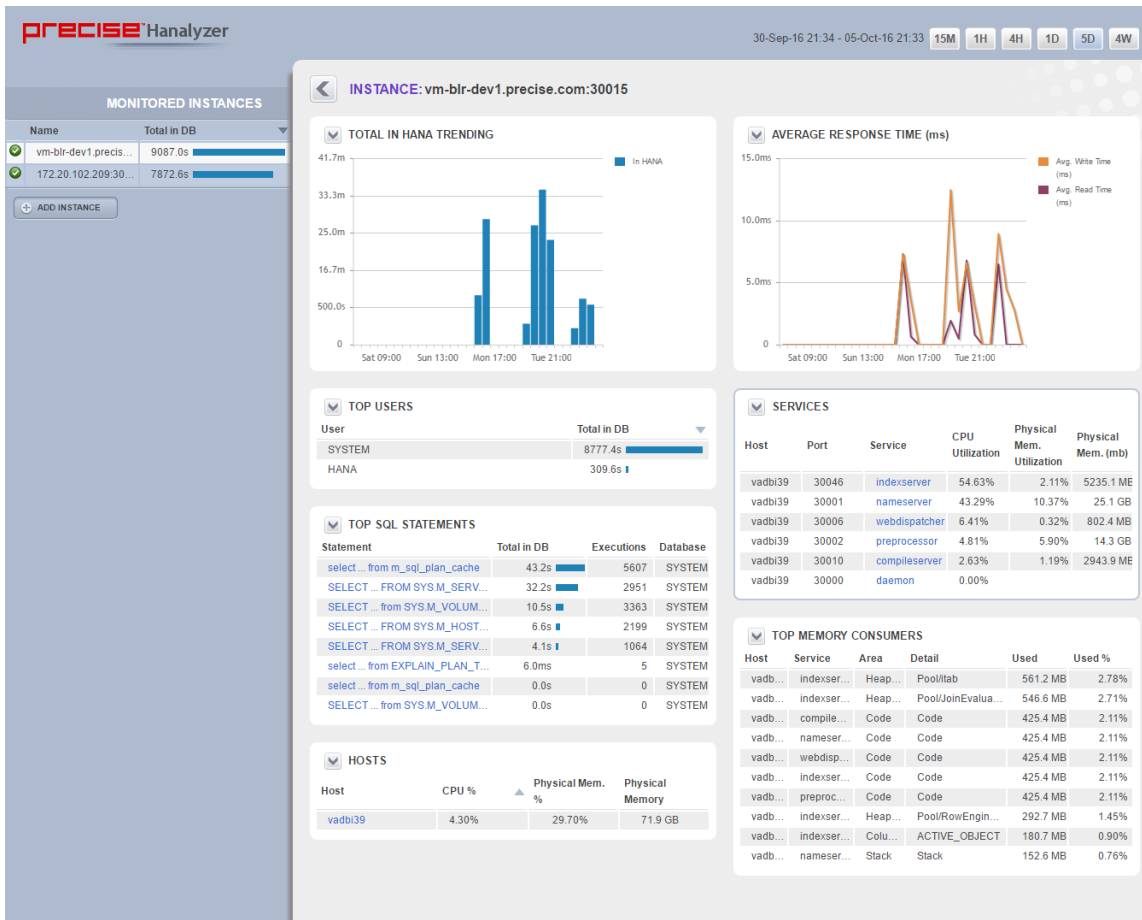 precise Hanalyzer
30-Sep-16 21:34 - 05-Oct-16 21:33 15M 1H 4H 1D 5D 4W
MONITORED INSTANCES
Name Total in DB
vm-blr-dev1.precis... 9087.0s
172.20.102.209:30... 7872.6s
ADD INSTANCE
INSTANCE: vm-blr-dev1.precise.com:30015
TOTAL IN HANA TRENDING
41.7m
33.3m
25.0m
16.7m
500.0s
0
Sat 09:00 Sun 13:00 Mon 17:00 Tue 21:00
In HANA
AVERAGE RESPONSE TIME (ms)
15.0ms
10.0ms
5.0ms
0
Sat 09:00 Sun 13:00 Mon 17:00 Tue 21:00
Avg. Write Time
(ms)
Avg. Read Time
(ms)
TOP USERS
User Total in DB
SYSTEM 8777.4s
HANA 309.6s
TOP SQL STATEMENTS
Statement Total in DB Executions Database
select ... from m_sql_plan_cache 43.2s 5607 SYSTEM
SELECT ... FROM SYS.M_SERV... 32.2s 2951 SYSTEM
SELECT ... from SYS.M_VOLUM... 10.5s 3363 SYSTEM
SELECT ... FROM SYS.M_HOST... 6.6s 2199 SYSTEM
SELECT ... FROM SYS.M_SERV... 4.1s 1064 SYSTEM
select ... from EXPLAIN_PLAN_T... 6.0ms 5 SYSTEM
select ... from m_sql_plan_cache 0.0s 0 SYSTEM
SELECT ... from SYS.M_VOLUM... 0.0s 0 SYSTEM
HOSTS
Host CPU % Physical Mem. % Physical Memory
vadbi39 4.30% 29.70% 71.9 GB
SERVICES
Host Port Service CPU Utilization Physical Mem. Utilization Physical Mem. (mb)
vadbi39 30046 indexserver 54.63% 2.11% 5235.1 MB
vadbi39 30001 nameserver 43.29% 10.37% 25.1 GB
vadbi39 30006 webdispatcher 6.41% 0.32% 802.4 MB
vadbi39 30002 preprocessor 4.81% 5.90% 14.3 GB
vadbi39 30010 compileserver 2.63% 1.19% 2943.9 MB
vadbi39 30000 daemon 0.00%
TOP MEMORY CONSUMERS
Host Service Area Detail Used Used %
vadb... indexser... Heap... Pool/itab 561.2 MB 2.78%
vadb... indexser... Heap... Pool/JoinEvalua... 546.6 MB 2.71%
vadb... compile... Code Code 425.4 MB 2.11%
vadb... nameser... Code Code 425.4 MB 2.11%
vadb... webdisp... Code Code 425.4 MB 2.11%
vadb... indexser... Code Code 425.4 MB 2.11%
vadb... preproc... Code Code 425.4 MB 2.11%
vadb... indexser... Heap... Pool/RowEngin... 292.7 MB 1.45%
vadb... indexser... Colu... ACTIVE_OBJECT 180.7 MB 0.90%
vadb... nameser... Stack Stack 152.6 MB 0.76%